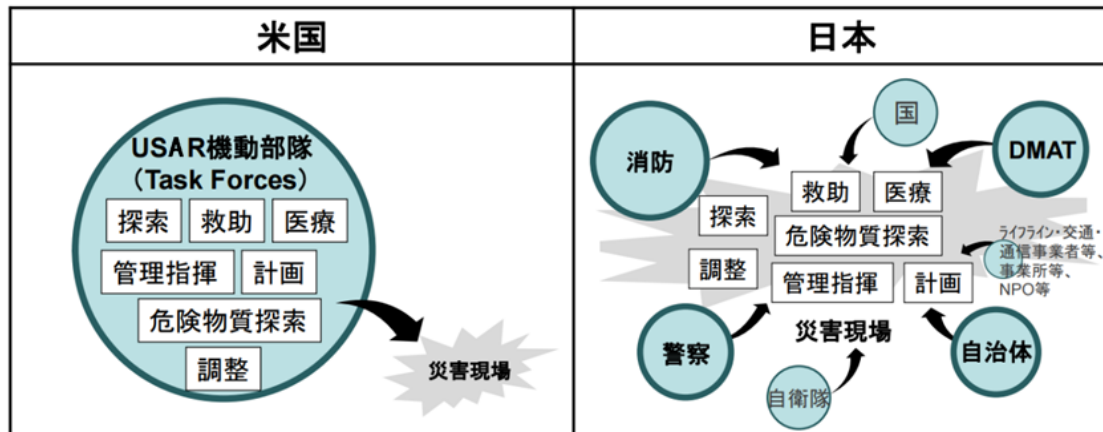 米国
日本
USAR機動部隊
（Task Forces）
探索
救助
医療
管理指揮
計画
危険物質探索
調整
災害現場
国
消防
DMAT
救助
医療
探索
危険物質探索
ライフライン・交通・
通信事業者等、
事業所等、
NPO等
調整
管理指揮
計画
災害現場
警察
自治体
自衛隊